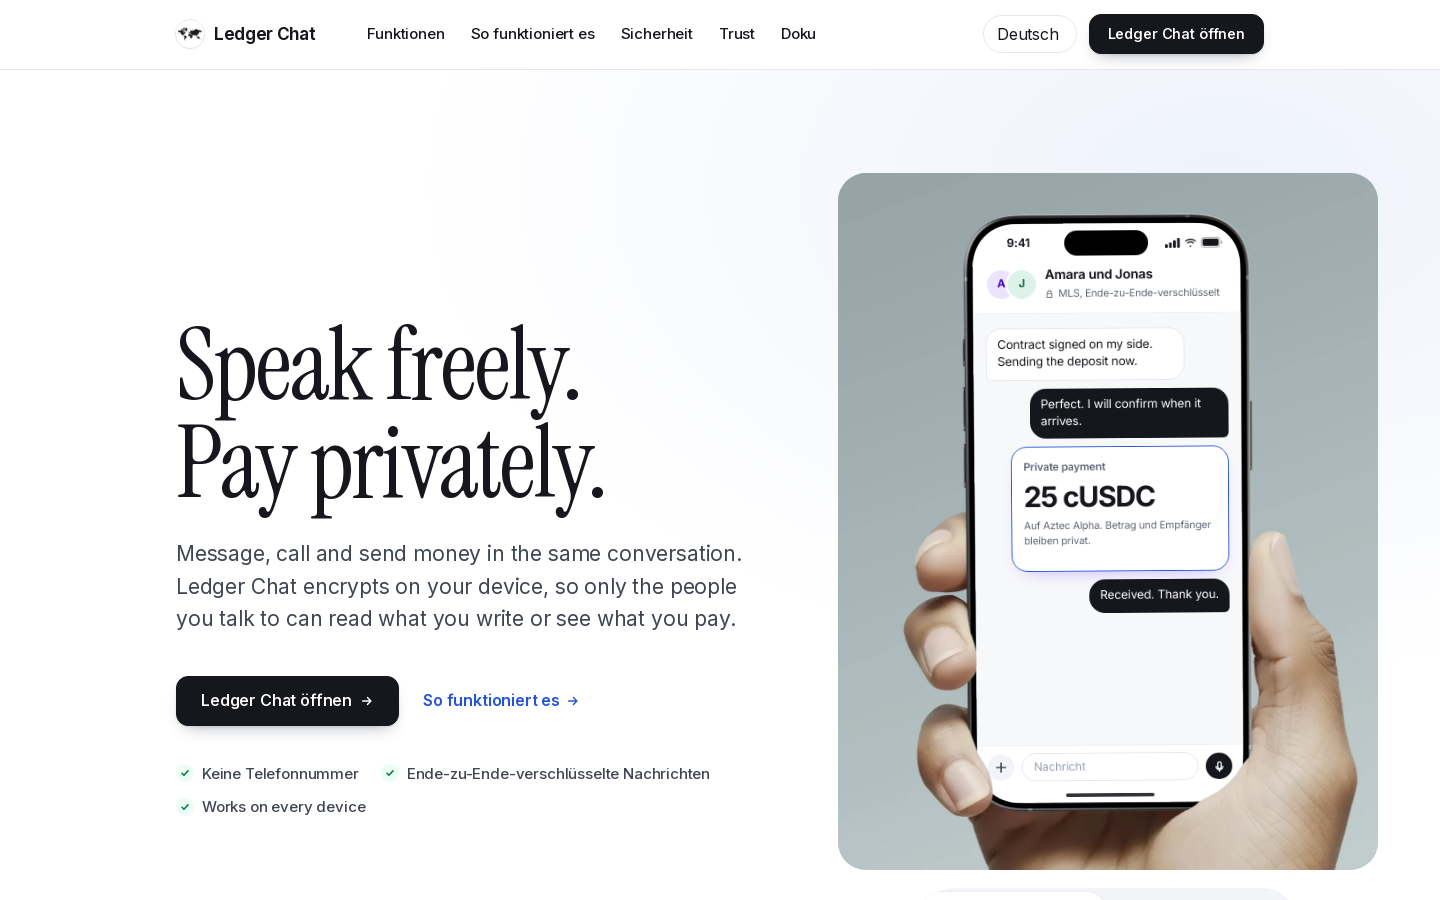 Ledger Chat
Funktionen
So funktioniert es
Sicherheit
Trust
Doku
Deutsch
Ledger Chat öffnen
Speak freely.
Pay privately.
Message, call and send money in the same conversation.
Ledger Chat encrypts on your device, so only the people
you talk to can read what you write or see what you pay.
Ledger Chat öffnen →
So funktioniert es →
Keine Telefonnummer
Ende-zu-Ende-verschlüsselte Nachrichten
Works on every device
9:41
A
J
Amara und Jonas
MLS, Ende-zu-Ende-verschlüsselt
Contract signed on my side.
Sending the deposit now.
Perfect. I will confirm when it
arrives.
Private payment
25 cUSDC
Auf Aztec Alpha. Betrag und Empfänger
bleiben privat.
Received. Thank you.
Nachricht